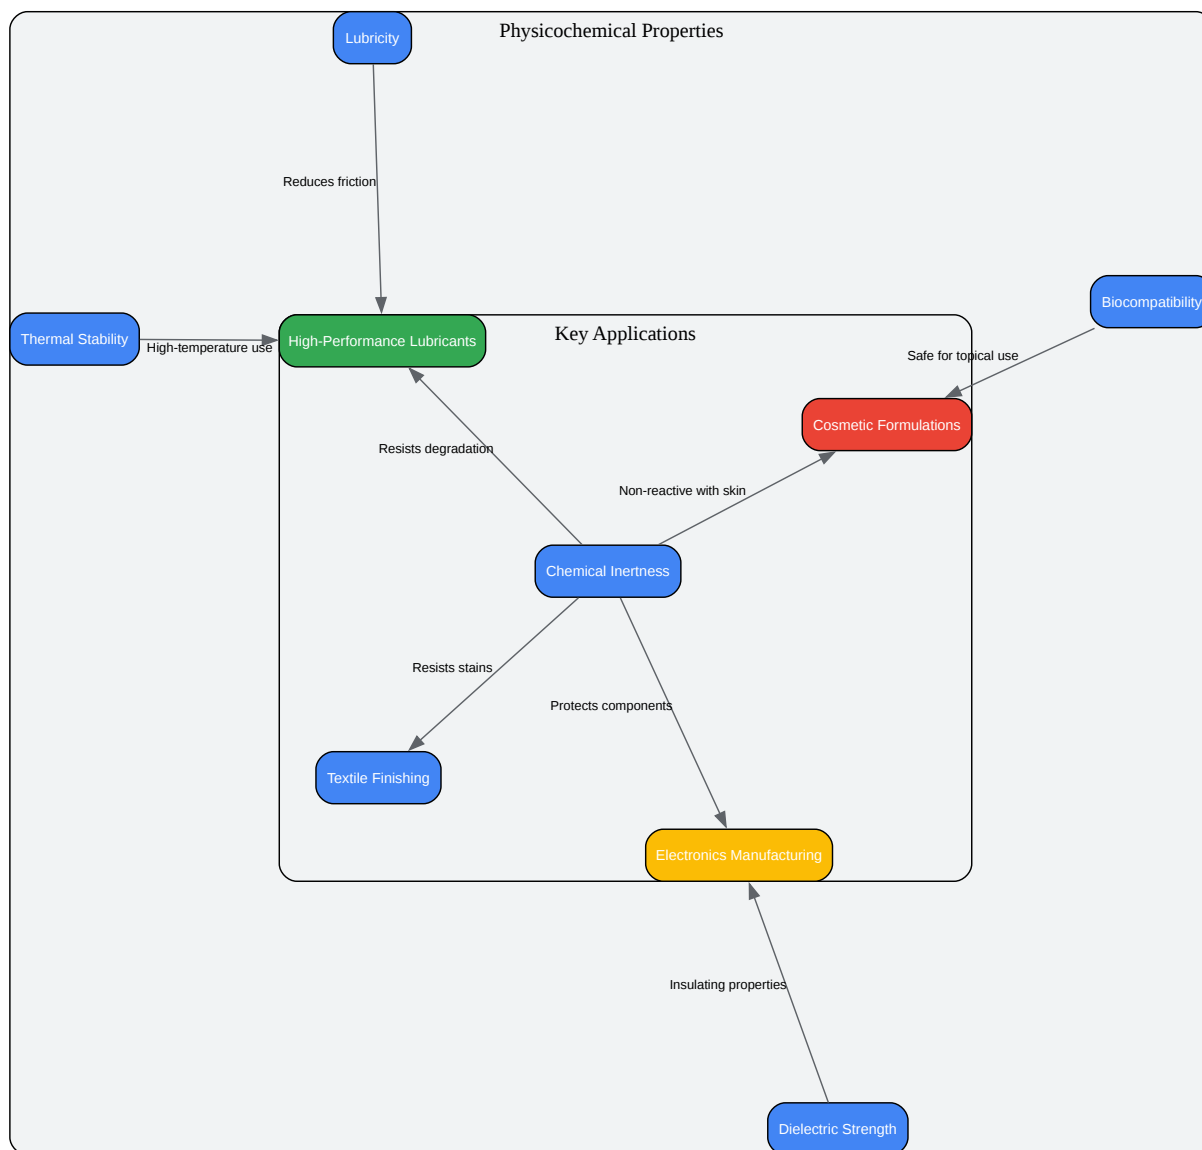 Physicochemical Properties
Lubricity
Reduces friction
Biocompatibility
Thermal Stability
High-temperature use
High-Performance Lubricants
Key Applications
Safe for topical use
Cosmetic Formulations
Resists degradation
Non-reactive with skin
Chemical Inertness
Resists stains
Protects components
Textile Finishing
Electronics Manufacturing
Insulating properties
Dielectric Strength